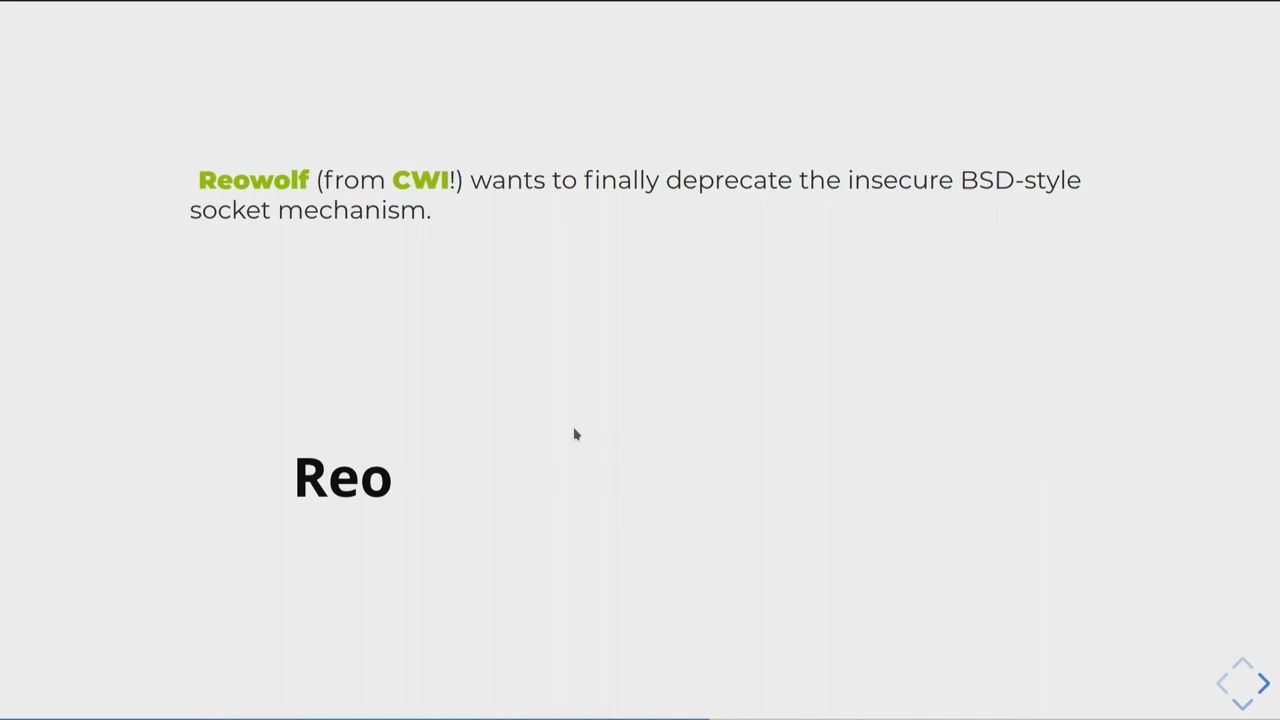 Reowolf (from CWI!) wants to finally deprecate the insecure BSD-style
socket mechanism.
Reo